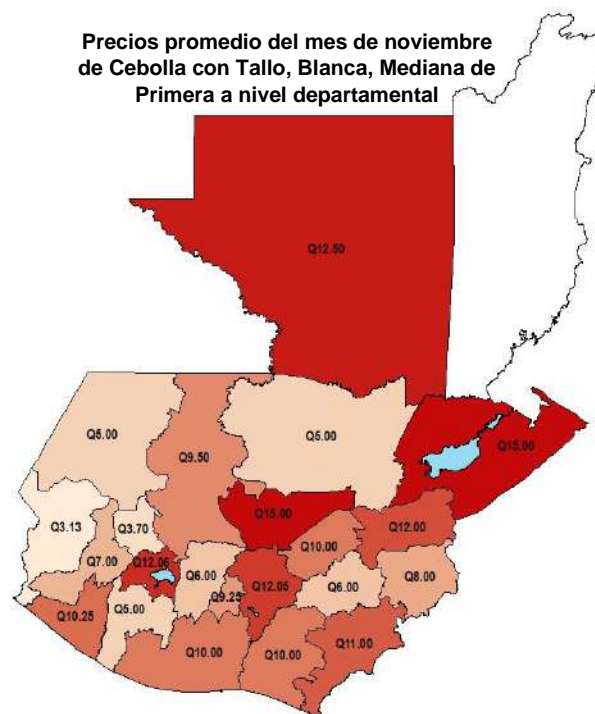 Precios promedio del mes de noviembre
de Cebolla con Tallo, Blanca, Mediana de
Primera a nivel departamental
Q12.50
Q5.00
Q9.50
Q5.00
Q15.00
Q3.13
Q3.70
Q15.00
Q12.00
Q7.00
Q12.06
Q6.00
Q10.00
Q9.25
Q12.05
Q6.00
Q8.00
Q10.25
Q5.00
Q10.00
Q10.00
Q11.00